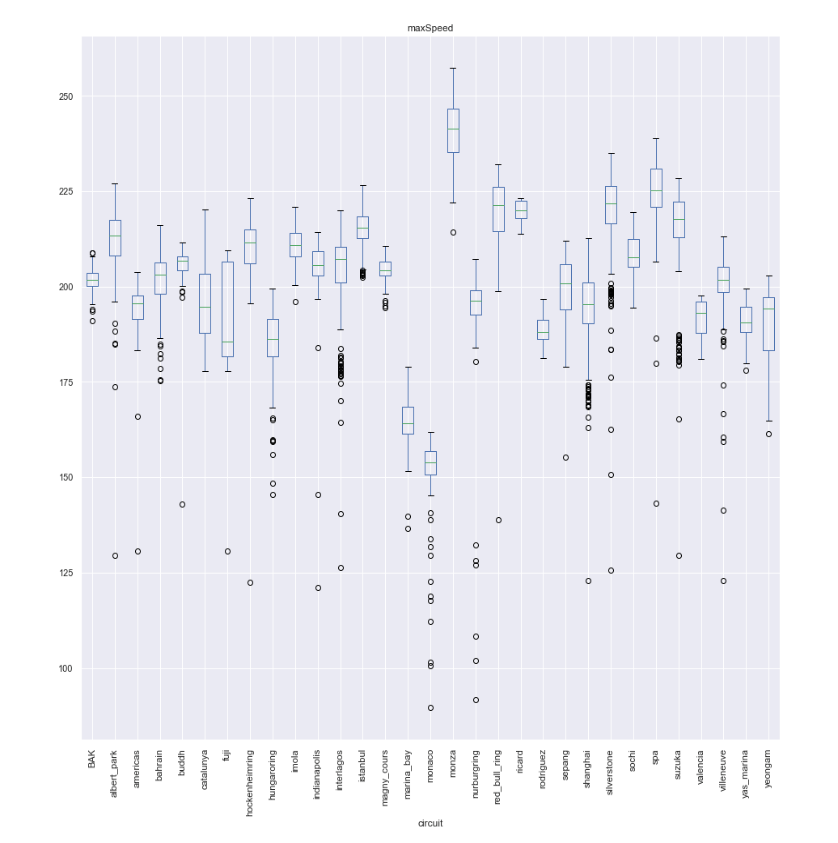 maxSpeed
250
225
200
175
150
125
100
BAK
albert_park
americas
bahrain
buddh
catalunya
fuji
hockenheimring
hungaroring
imola
indianapolis
interlagos
istanbul
magny_cours
marina_bay
monaco
monza
nurburgring
red_bull_ring
ricard
rodriguez
sepang
shanghai
silverstone
sochi
spa
suzuka
valencia
villeneuve
yas_marina
yeongam
circuit